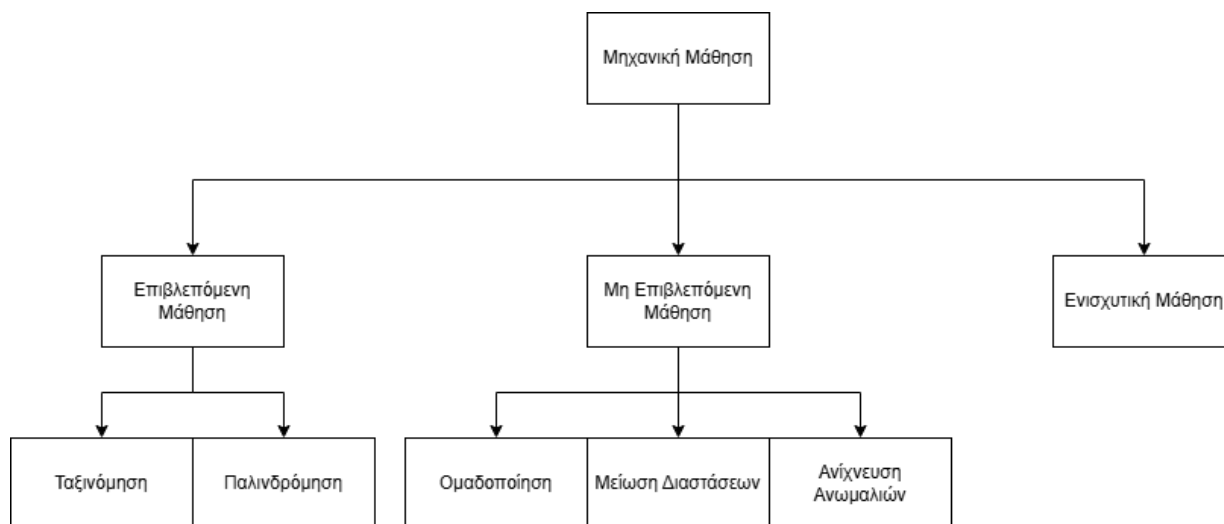 Μηχανική Μάθηση
Επιβλεπόμενη
Μάθηση
Μη Επιβλεπόμενη
Μάθηση
Ενισχυτική Μάθηση
Ταξινόμηση
Παλινδρόμηση
Ομαδοποίηση
Μείωση Διαστάσεων
Ανίχνευση
Ανωμαλιών